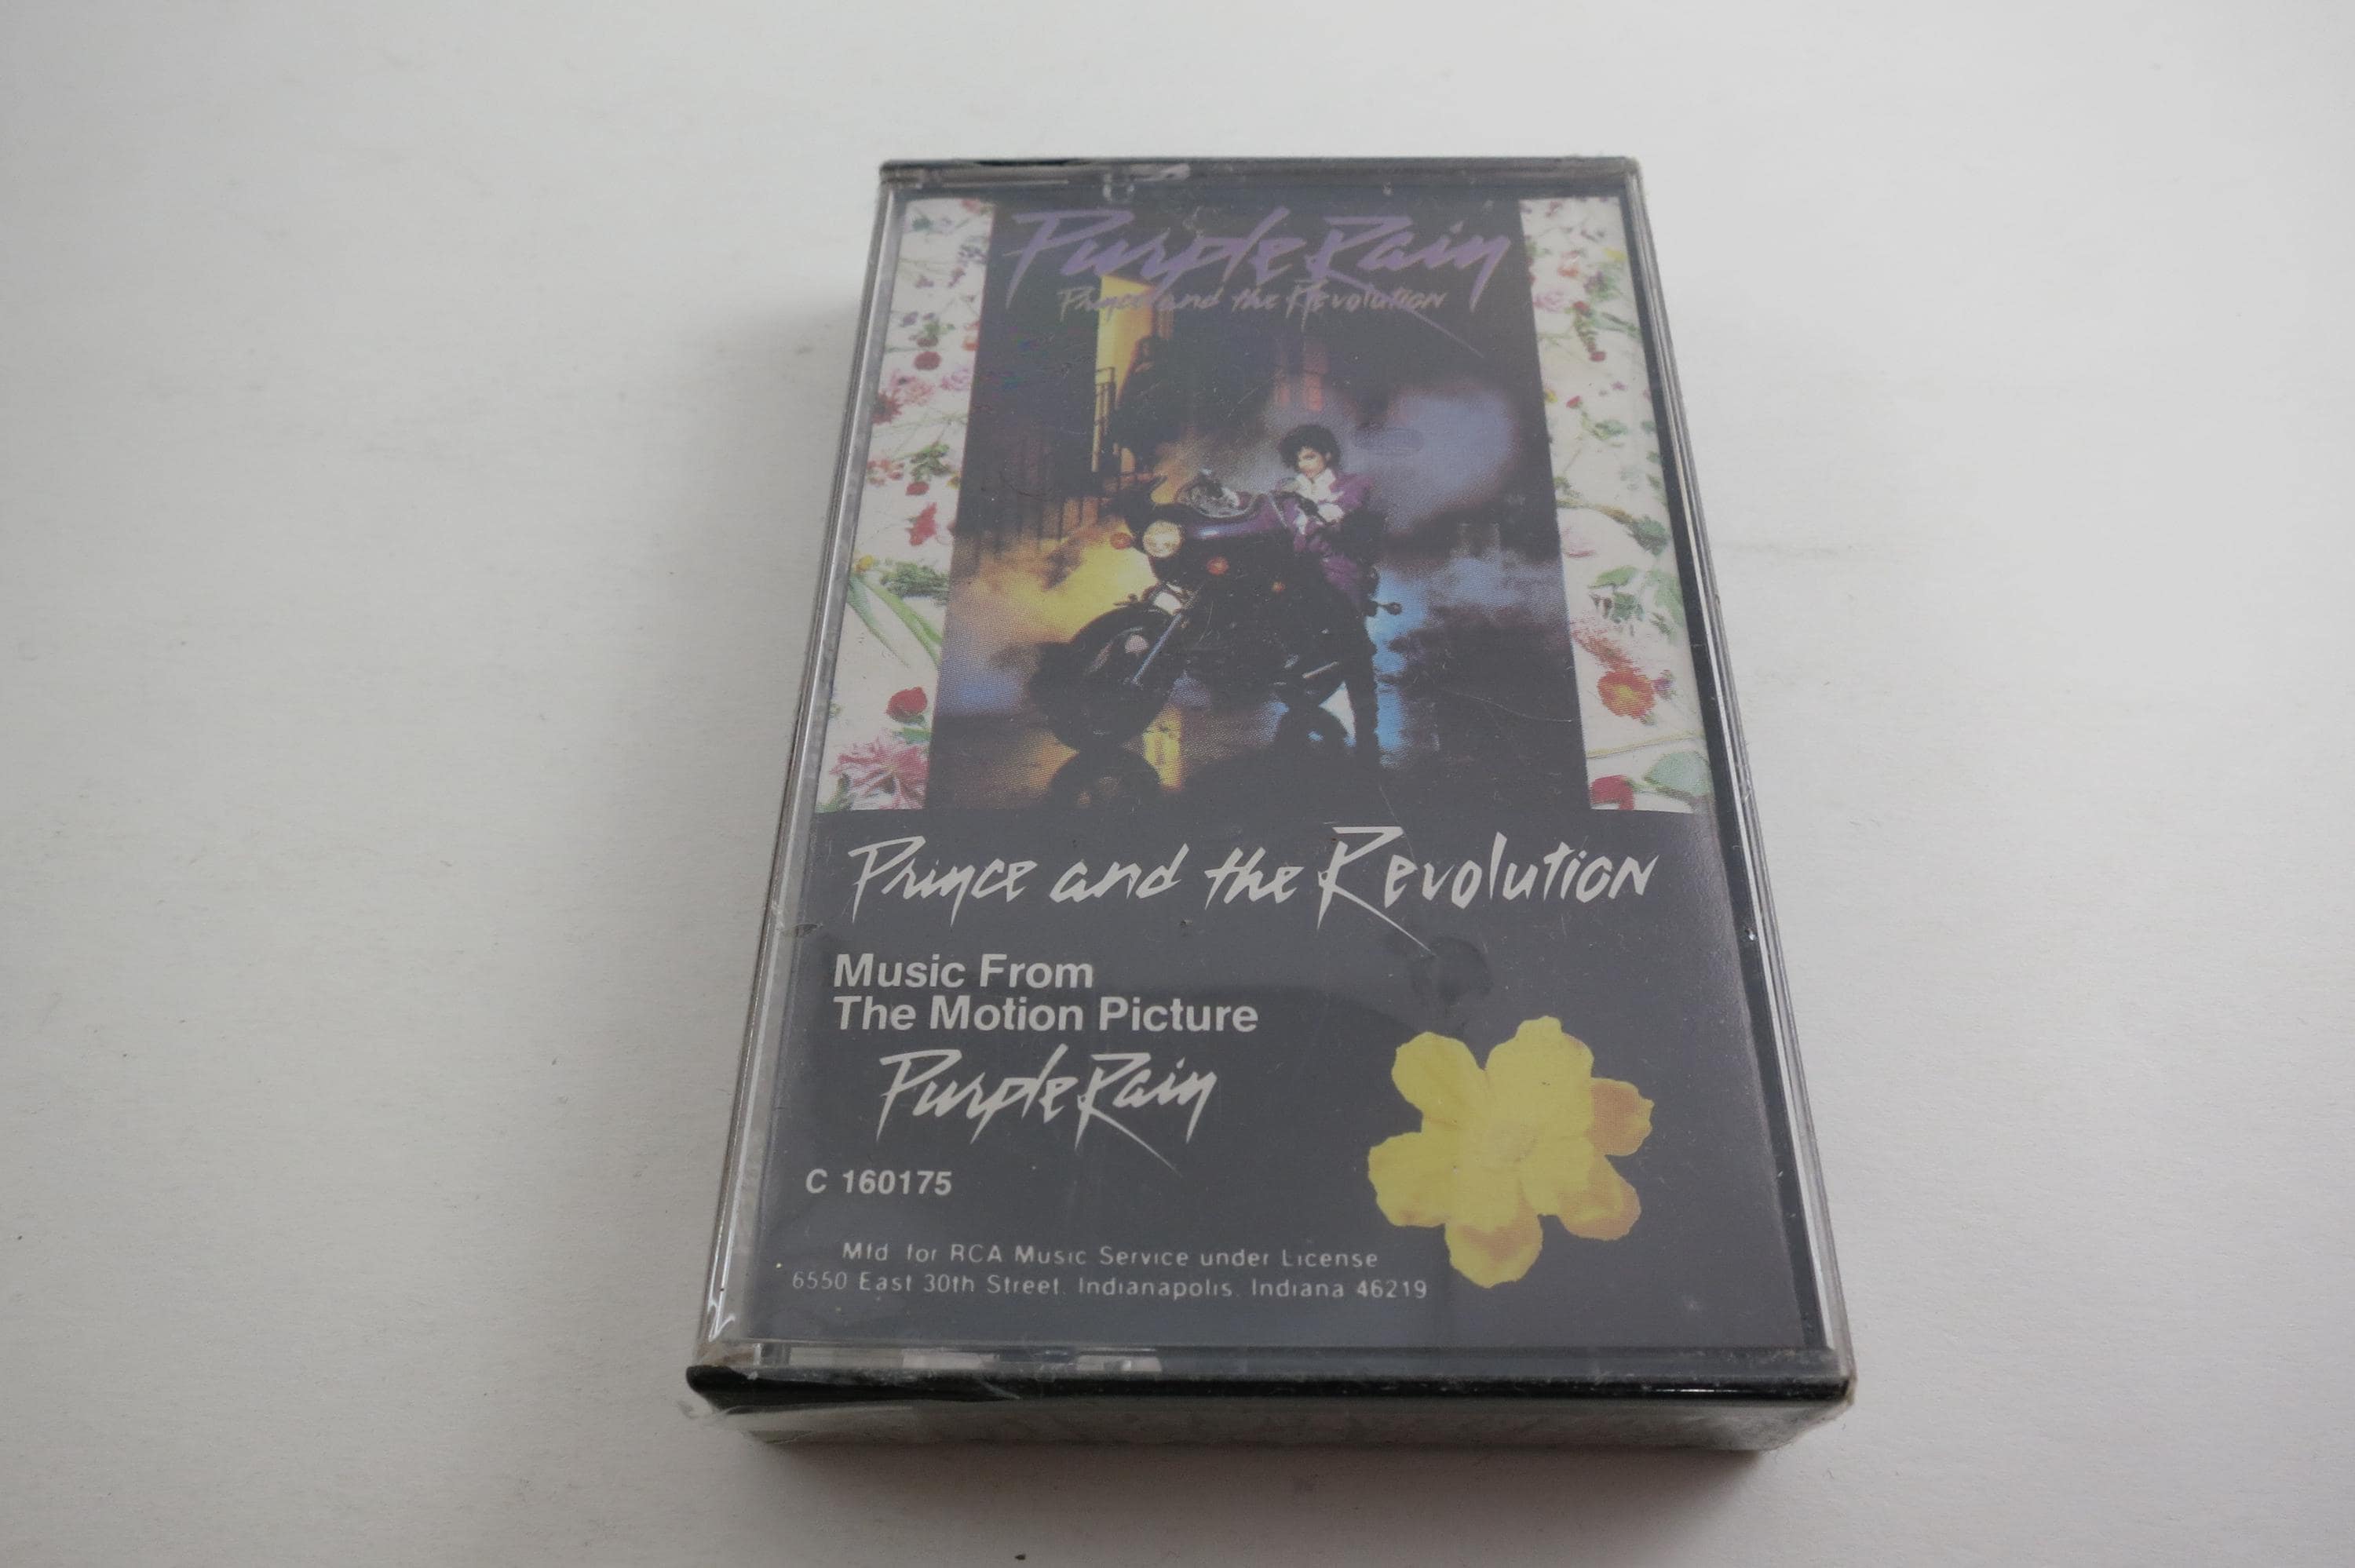 Purple Rain
Prince and the Revolution
Prince and the Revolution
Music From
The Motion Picture
Purple Rain
C 160175
Mfd for RCA Music Service under License
6550 East 30th Street. Indianapolis. Indiana 46219